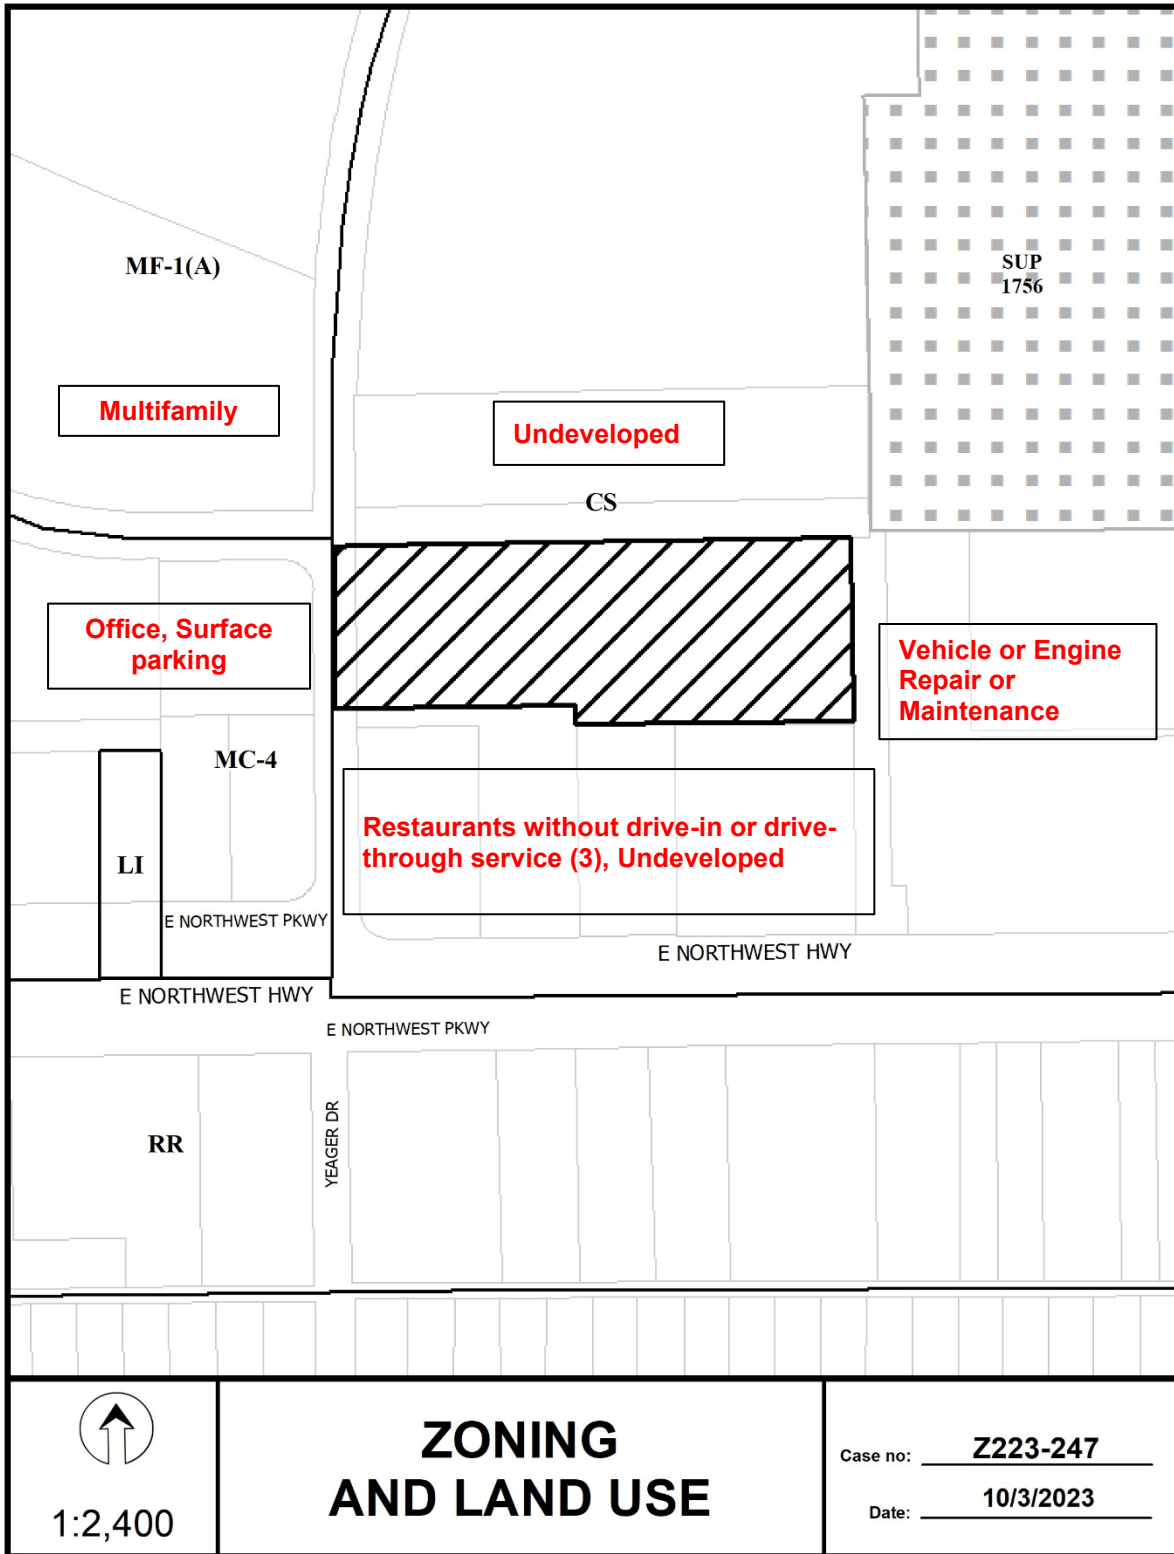 SUP
1756
MF-1(A)
Multifamily
Undeveloped
CS
Office, Surface
parking
Vehicle or Engine
Repair or
Maintenance
MC-4
Restaurants without drive-in or drive-
through service (3), Undeveloped
LI
E NORTHWEST PKWY
E NORTHWEST HWY
E NORTHWEST HWY
E NORTHWEST PKWY
YEAGER DR
RR
1:2,400
ZONING
AND LAND USE
Case no: Z223-247
Date: 10/3/2023